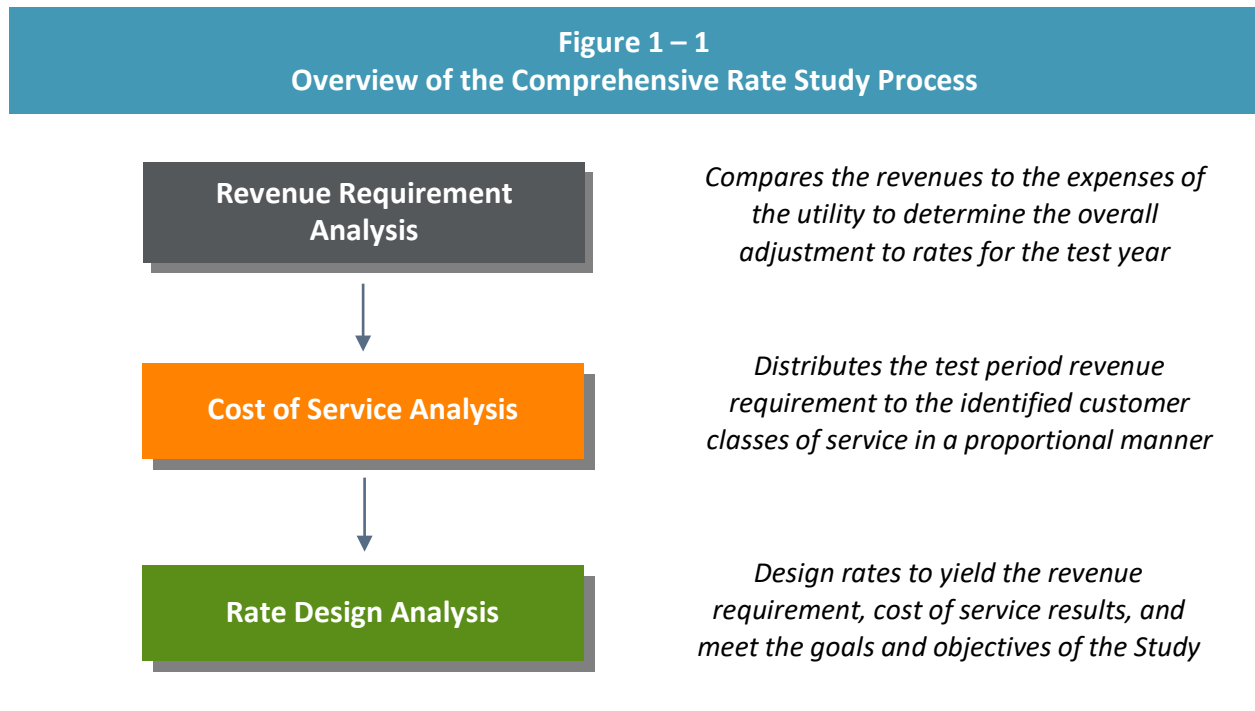 Figure 1 – 1
Overview of the Comprehensive Rate Study Process
Revenue Requirement
Analysis
Compares the revenues to the expenses of
the utility to determine the overall
adjustment to rates for the test year
Cost of Service Analysis
Distributes the test period revenue
requirement to the identified customer
classes of service in a proportional manner
Rate Design Analysis
Design rates to yield the revenue
requirement, cost of service results, and
meet the goals and objectives of the Study